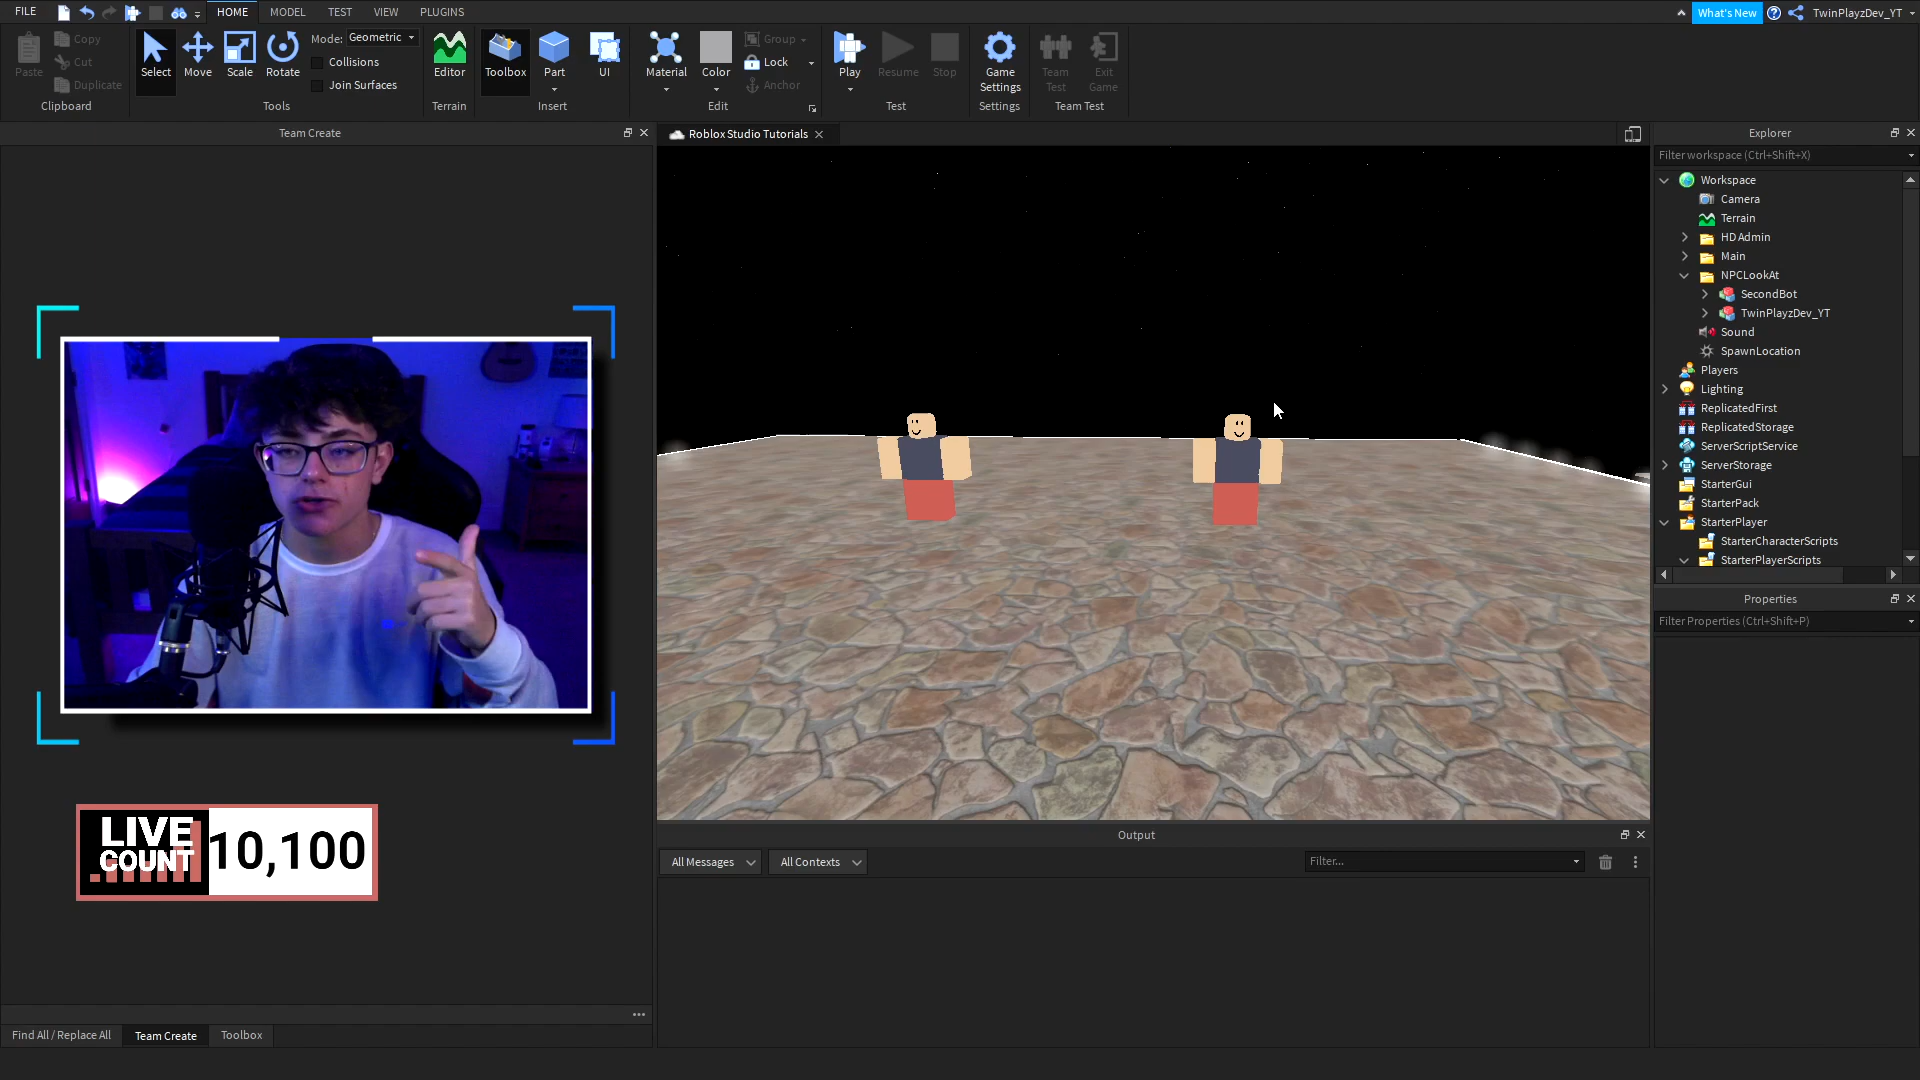 FILE
HOME
MODEL
TEST
VIEW
PLUGINS
What's New
TwinPlayzDev_YT
Paste
Copy
Cut
Duplicate
Clipboard
Select
Move
Scale
Rotate
Mode: Geometric
Collisions
Join Surfaces
Tools
Editor
Terrain
Toolbox
Part
UI
Insert
Material
Color
Group
Lock
Anchor
Edit
Play
Resume
Stop
Test
Game
Settings
Settings
Team
Test
Exit
Game
Team Test
Team Create
LIVE
COUNT
10,100
Find All / Replace All
Team Create
Toolbox
Roblox Studio Tutorials
Output
All Messages
All Contexts
Filter...
Explorer
Filter workspace (Ctrl+Shift+X)
Workspace
Camera
Terrain
HD Admin
Main
NPCLookAt
SecondBot
TwinPlayzDev_YT
Sound
SpawnLocation
Players
Lighting
ReplicatedFirst
ReplicatedStorage
ServerScriptService
ServerStorage
StarterGui
StarterPack
StarterPlayer
StarterCharacterScripts
StarterPlayerScripts
Properties
Filter Properties (Ctrl+Shift+P)